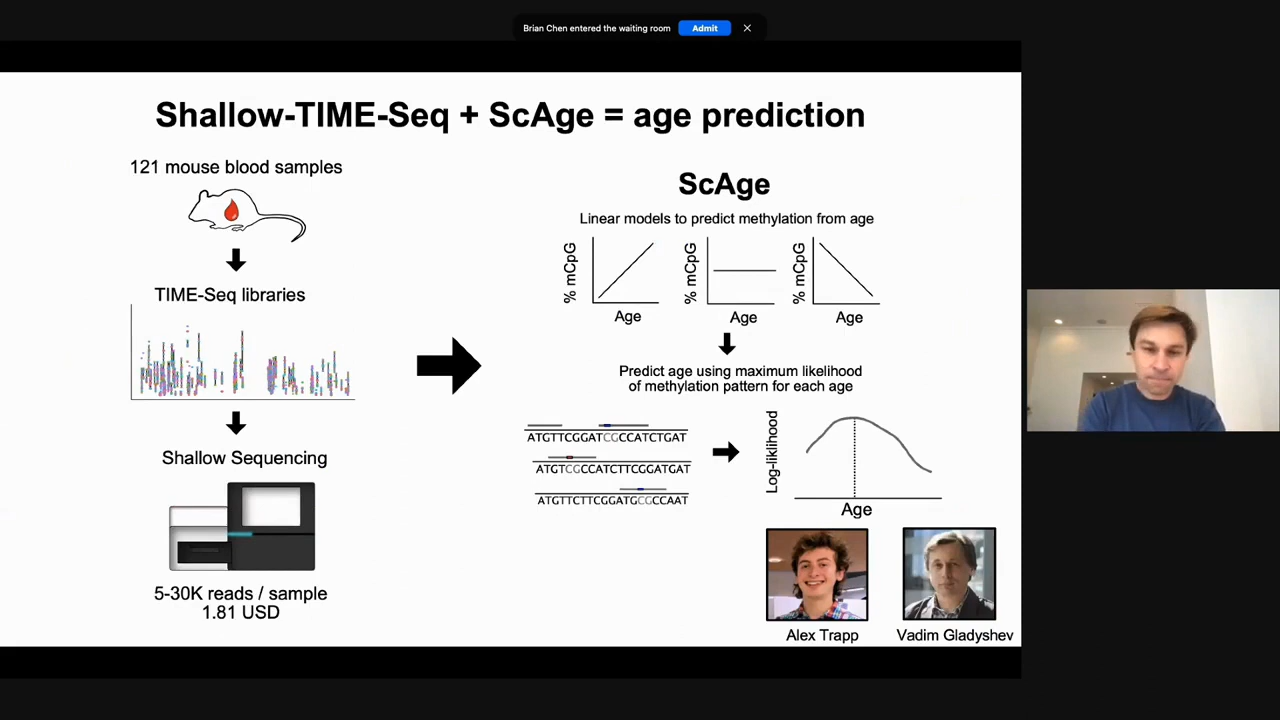 Brian Chen entered the waiting room
Admit
Shallow-TIME-Seq + ScAge = age prediction
121 mouse blood samples
TIME-Seq libraries
Shallow Sequencing
5-30K reads / sample
1.81 USD
ScAge
Linear models to predict methylation from age
% mCpG
Age
% mCpG
Age
% mCpG
Age
Predict age using maximum likelihood
of methylation pattern for each age
ATGTTCGGATCGCCATCTGAT
ATGTCGCCATCTTCGGATGAT
ATGTTCTTCGGATGCGCCAAT
Log-liklihood
Age
Alex Trapp
Vadim Gladyshev